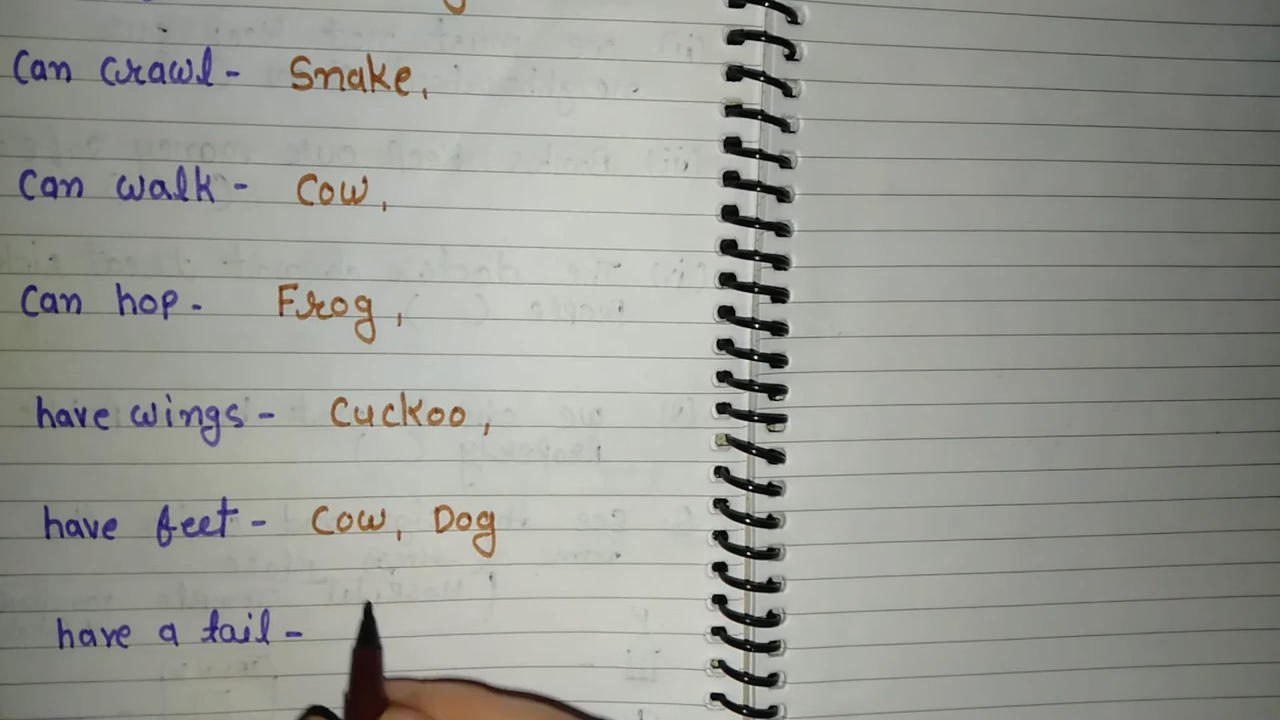 Can crawl- Snake,
Can walk- Cow,
Can hop- Frog,
have wings- Cuckoo,
have feet- Cow, Dog
have a tail-